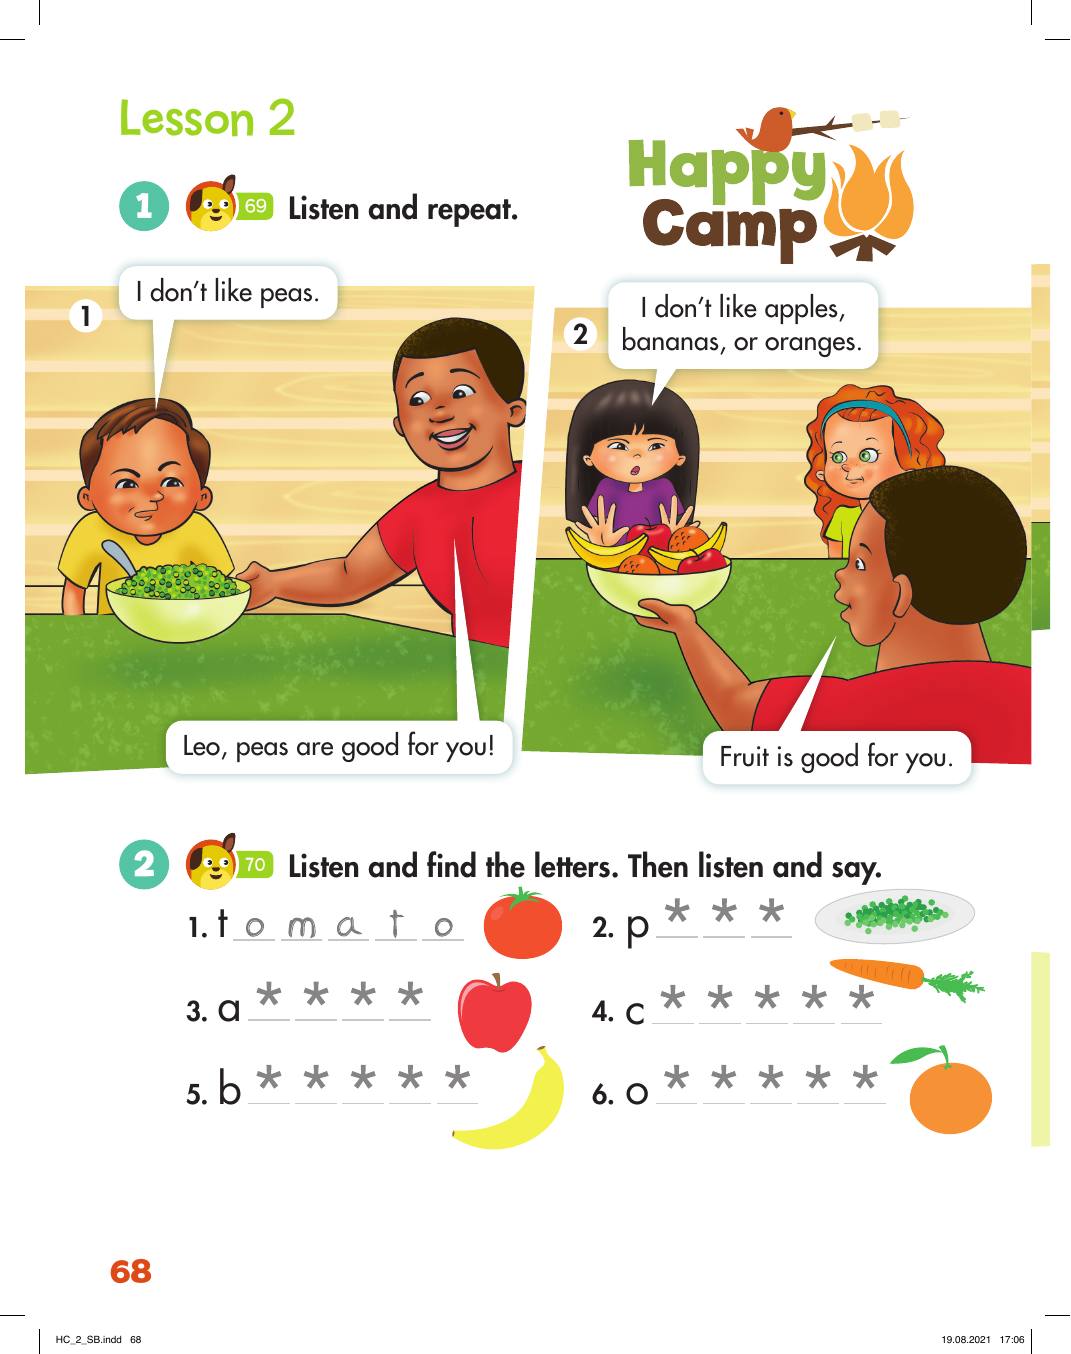 Lesson 2
Happy
Camp
1 69 Listen and repeat.
1
I don't like peas.
Leo, peas are good for you!
2
I don't like apples,
bananas, or oranges.
Fruit is good for you.
2 70 Listen and find the letters. Then listen and say.
1. t o m a t o
2. p * * *
3. a * * * *
4. c * * * * *
5. b * * * * *
6. o * * * * *
68
HC_2_SB.indd 68
19.08.2021 17:06